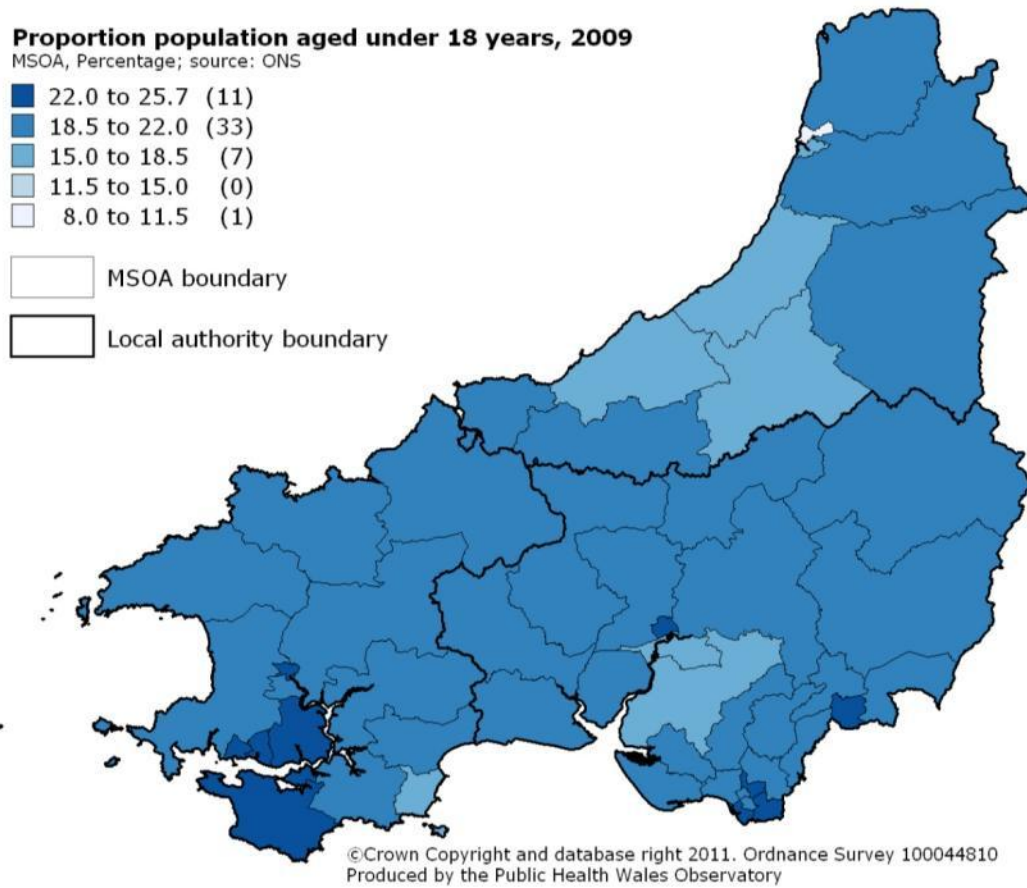 Proportion population aged under 18 years, 2009
MSOA, Percentage; source: ONS
22.0 to 25.7 (11)
18.5 to 22.0 (33)
15.0 to 18.5 (7)
11.5 to 15.0 (0)
8.0 to 11.5 (1)
MSOA boundary
Local authority boundary
©Crown Copyright and database right 2011. Ordnance Survey 100044810
Produced by the Public Health Wales Observatory